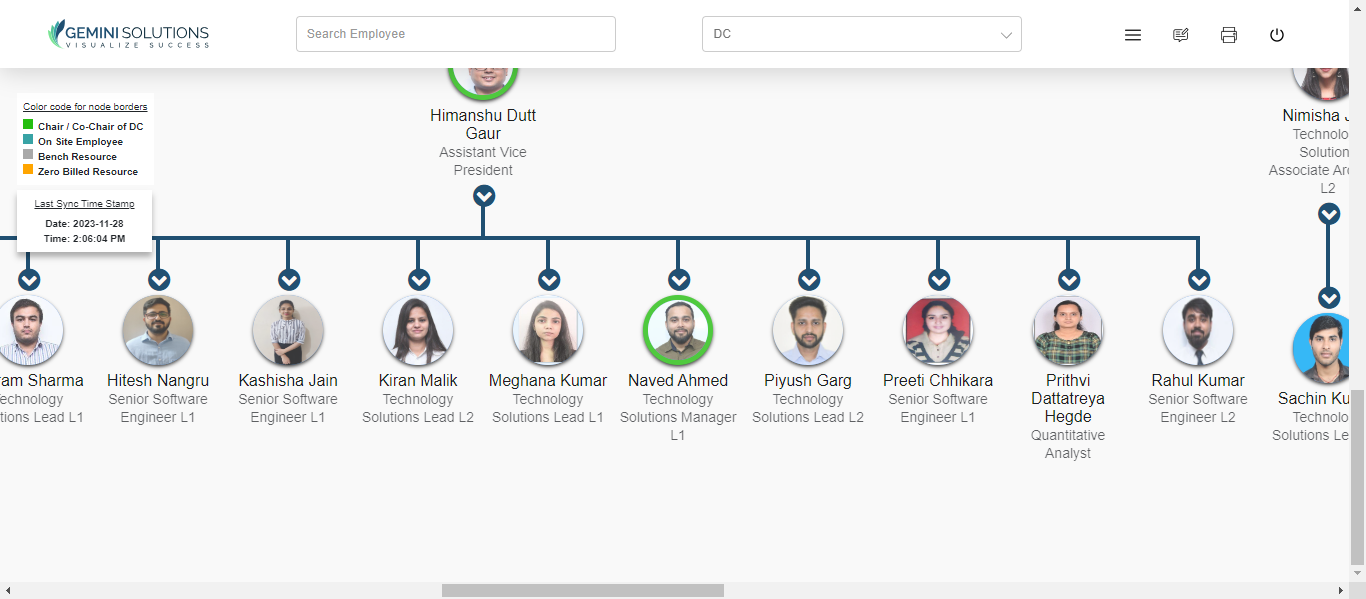 GEMINI SOLUTIONS
VISUALIZE SUCCESS
Search Employee
DC
Color code for node borders
Chair / Co-Chair of DC
On Site Employee
Bench Resource
Zero Billed Resource
Last Sync Time Stamp
Date: 2023-11-28
Time: 2:06:04 PM
Himanshu Dutt
Gaur
Assistant Vice
President
Nimisha J
Technolo
Solution
Associate Arc
L2
ram Sharma
echnology
tions Lead L1
Hitesh Nangru
Senior Software
Engineer L1
Kashisha Jain
Senior Software
Engineer L1
Kiran Malik
Technology
Solutions Lead L2
Meghana Kumar
Technology
Solutions Lead L1
Naved Ahmed
Technology
Solutions Manager
L1
Piyush Garg
Technology
Solutions Lead L2
Preeti Chhikara
Senior Software
Engineer L1
Prithvi
Dattatreya
Hegde
Quantitative
Analyst
Rahul Kumar
Senior Software
Engineer L2
Sachin Ku
Technolo
Solutions Le